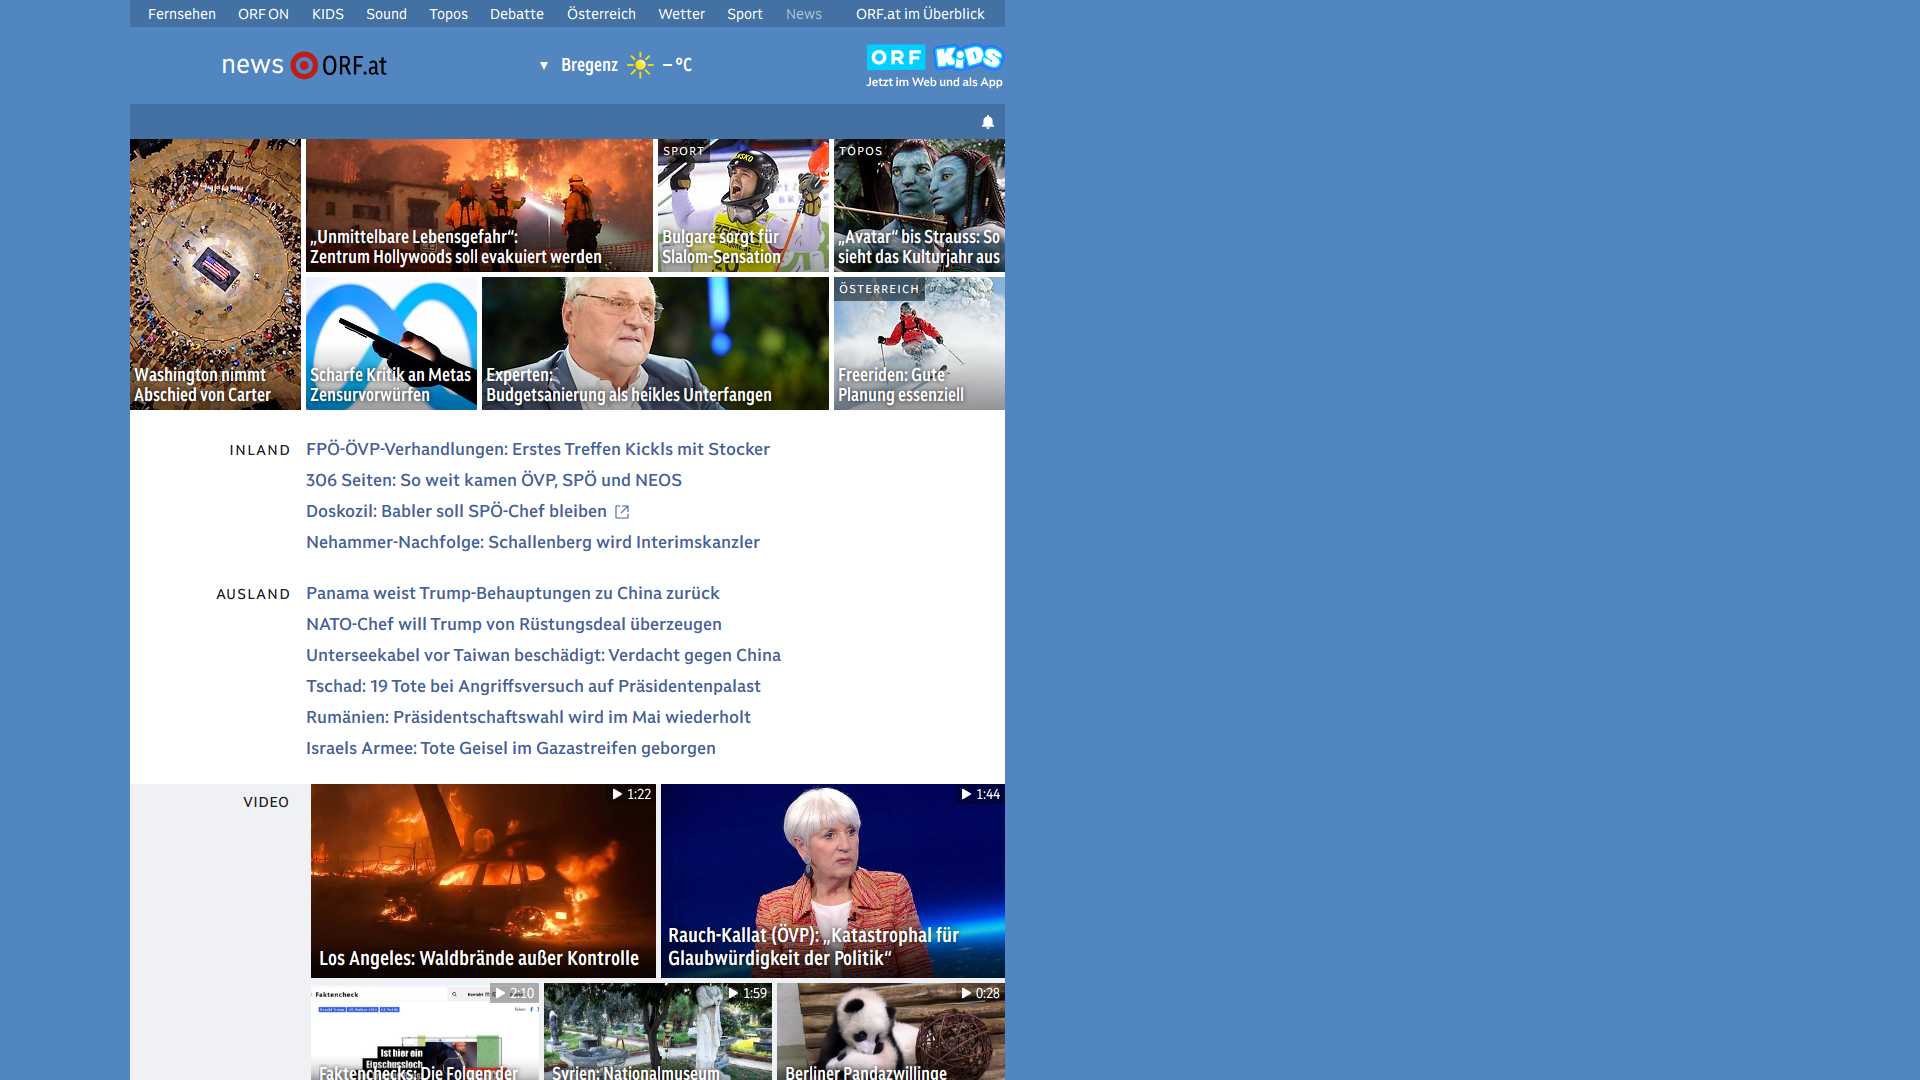 Fernsehen ORF ON KIDS Sound Topos Debatte Österreich Wetter Sport News ORF.at im Überblick
news ORF.at
Bregenz – °C
ORF KIDS
Jetzt im Web und als App
Washington nimmt
Abschied von Carter
„Unmittelbare Lebensgefahr“:
Zentrum Hollywoods soll evakuiert werden
SPORT
Bulgare sorgt für
Slalom-Sensation
TOPOS
„Avatar“ bis Strauss: So
sieht das Kulturjahr aus
Scharfe Kritik an Metas
Zensurvorwürfen
Experten:
Budgetsanierung als heikles Unterfangen
ÖSTERREICH
Freeriden: Gute
Planung essenziell
INLAND
FPÖ-ÖVP-Verhandlungen: Erstes Treffen Kickls mit Stocker
306 Seiten: So weit kamen ÖVP, SPÖ und NEOS
Doskozil: Babler soll SPÖ-Chef bleiben
Nehammer-Nachfolge: Schallenberg wird Interimskanzler
AUSLAND
Panama weist Trump-Behauptungen zu China zurück
NATO-Chef will Trump von Rüstungsdeal überzeugen
Unterseekabel vor Taiwan beschädigt: Verdacht gegen China
Tschad: 19 Tote bei Angriffsversuch auf Präsidentenpalast
Rumänien: Präsidentschaftswahl wird im Mai wiederholt
Israels Armee: Tote Geisel im Gazastreifen geborgen
VIDEO
1:22
Los Angeles: Waldbrände außer Kontrolle
1:44
Rauch-Kallat (ÖVP): „Katastrophal für
Glaubwürdigkeit der Politik“
Faktencheck
2:10
Ist hier ein
Einschussloch
Faktenchecks: Die Folgen der
1:59
Syrien: Nationalmuseum
0:28
Berliner Pandazwillinge